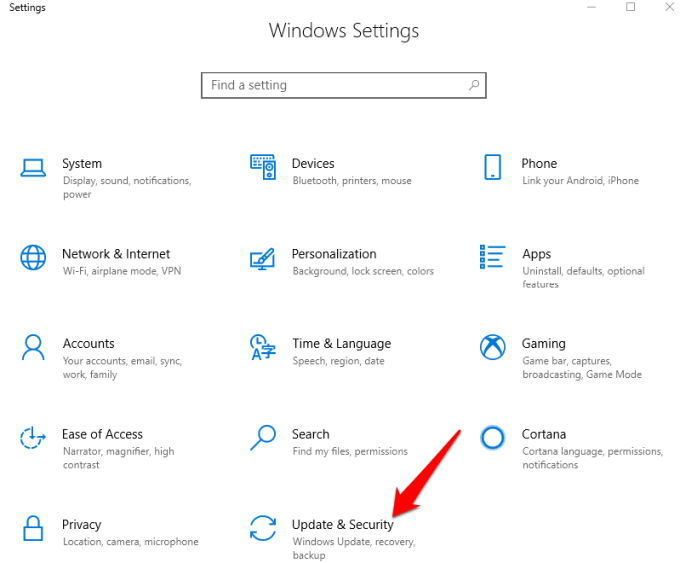 Settings
Windows Settings
Find a setting
System
Display, sound, notifications,
power
Devices
Bluetooth, printers, mouse
Phone
Link your Android, iPhone
Network & Internet
Wi-Fi, airplane mode, VPN
Personalization
Background, lock screen, colors
Apps
Uninstall, defaults, optional
features
Accounts
Your accounts, email, sync,
work, family
Time & Language
Speech, region, date
Gaming
Game bar, captures,
broadcasting, Game Mode
Ease of Access
Narrator, magnifier, high
contrast
Search
Find my files, permissions
Cortana
Cortana language, permissions,
notifications
Privacy
Location, camera, microphone
Update & Security
Windows Update, recovery,
backup